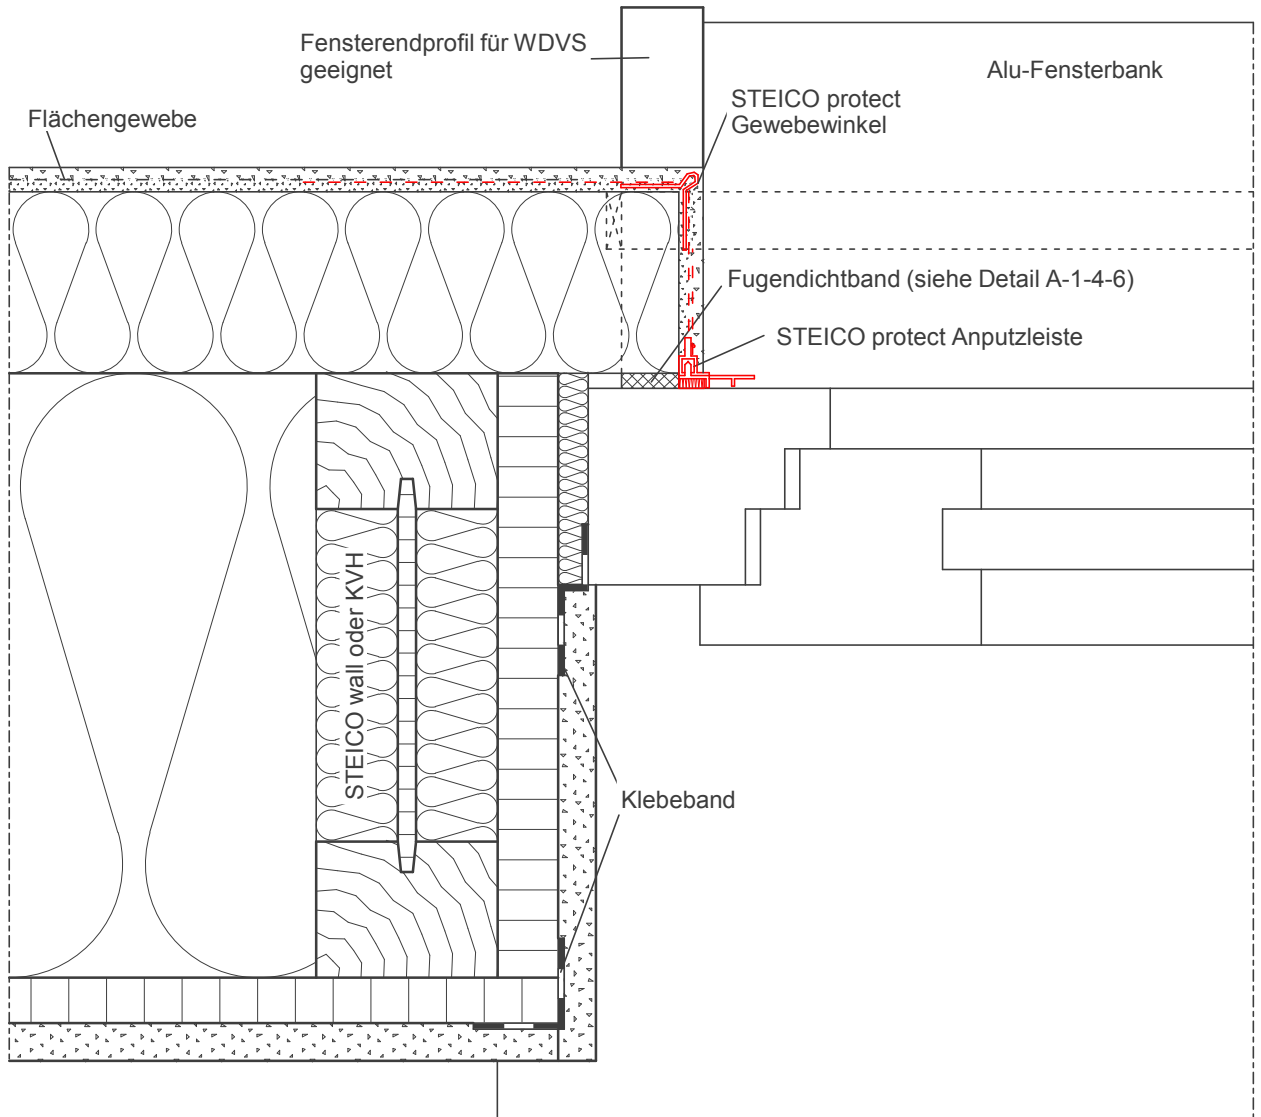 Fensterendprofil für WDVS
geeignet
Alu-Fensterbank
STEICO protect
Gewebewinkel
Flächengewebe
Fugendichtband (siehe Detail A-1-4-6)
STEICO protect Anputzleiste
STEICO wall oder KVH
Klebeband